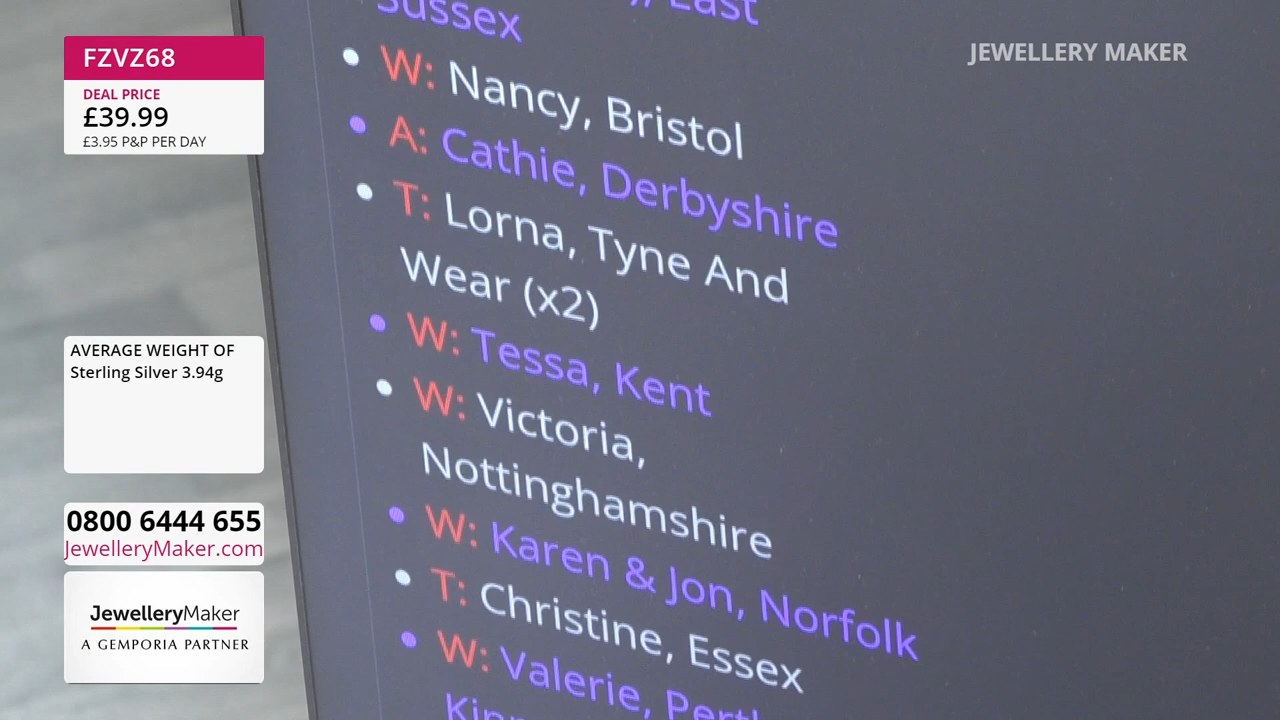 FZVZ68
DEAL PRICE
£39.99
£3.95 P&P PER DAY
AVERAGE WEIGHT OF
Sterling Silver 3.94g
0800 6444 655
JewelleryMaker.com
JewelleryMaker
A GEMPORIA PARTNER
JEWELLERY MAKER
East
Sussex
W: Nancy, Bristol
A: Cathie, Derbyshire
T: Lorna, Tyne And
Wear (x2)
W: Tessa, Kent
W: Victoria,
Nottinghamshire
W: Karen & Jon, Norfolk
T: Christine, Essex
W: Valerie,